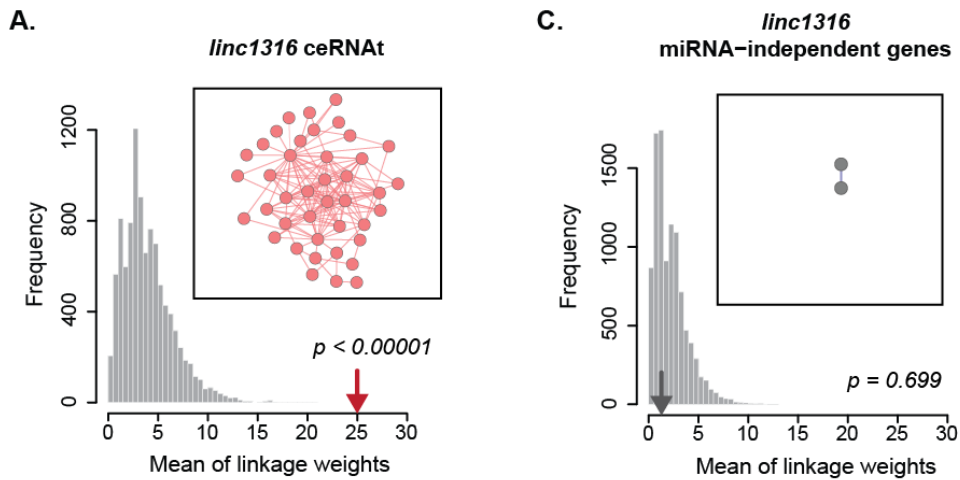 A.
linc1316 ceRNAt
Frequency
0
400
800
1200
p < 0.00001
0 5 10 15 20 25 30
Mean of linkage weights
C.
linc1316
miRNA−independent genes
Frequency
0
500
1000
1500
p = 0.699
0 5 10 15 20 30
Mean of linkage weights